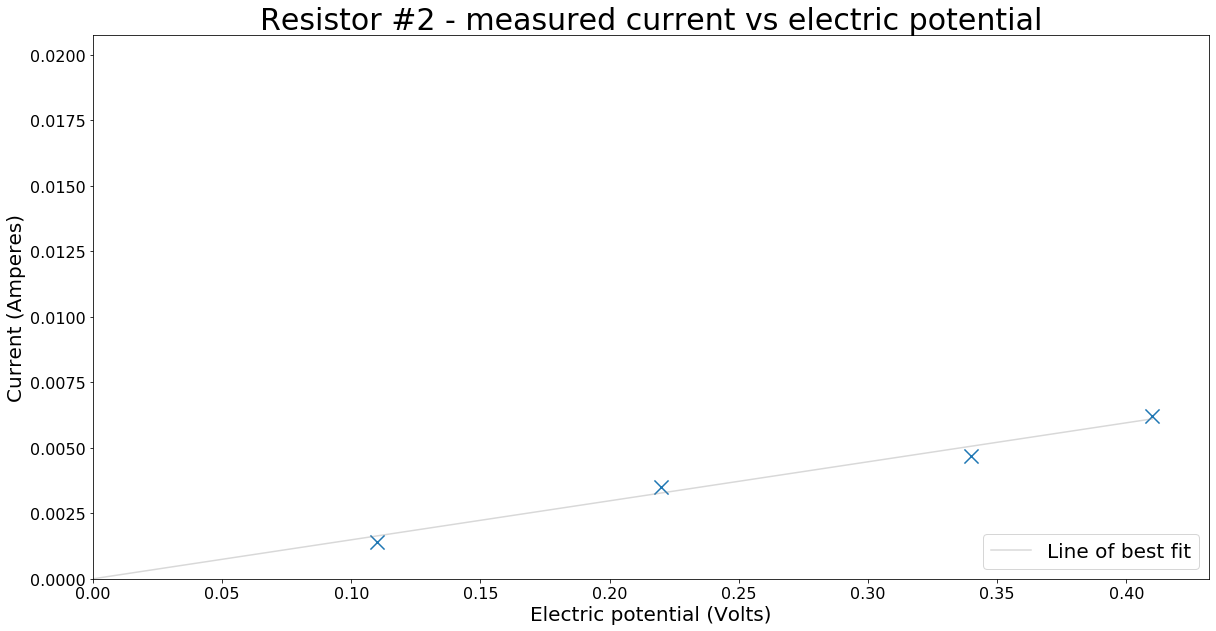 Resistor #2 - measured current vs electric potential
0.0200
0.0175
0.0150
0.0125
0.0100
0.0075
0.0050
0.0025
0.0000
Current (Amperes)
Line of best fit
0.00 0.05 0.10 0.15 0.20 0.25 0.30 0.35 0.40
Electric potential (Volts)